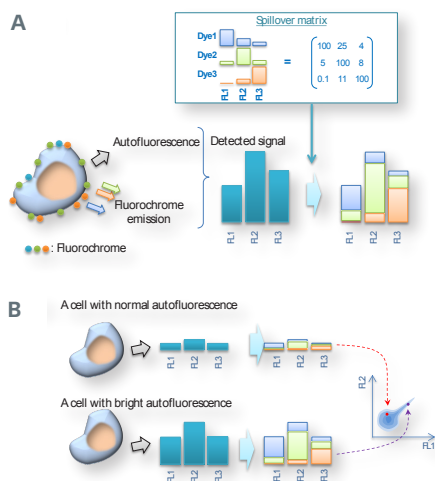 A
Spillover matrix
Dye1
Dye2
Dye3
FL1
FL2
FL3
=
100 25 4
5 100 8
0.1 11 100
Autofluorescence
Detected signal
Fluorochrome
emission
FL1
FL2
FL3
FL1
FL2
FL3
: Fluorochrome
B
A cell with normal autofluorescence
FL1
FL2
FL3
FL1
FL2
FL3
A cell with bright autofluorescence
FL1
FL2
FL3
FL1
FL2
FL3
FL2
FL1